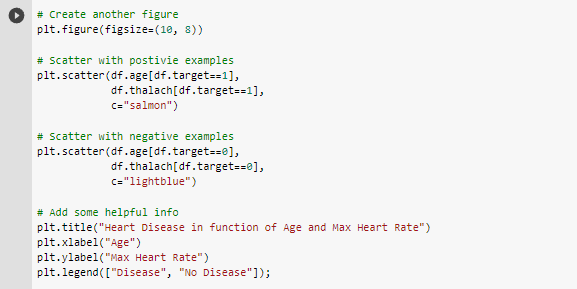 # Create another figure
plt.figure(figsize=(10, 8))
# Scatter with postivie examples
plt.scatter(df.age[df.target==1],
df.thalach[df.target==1],
c="salmon")
# Scatter with negative examples
plt.scatter(df.age[df.target==0],
df.thalach[df.target==0],
c="lightblue")
# Add some helpful info
plt.title("Heart Disease in function of Age and Max Heart Rate")
plt.xlabel("Age")
plt.ylabel("Max Heart Rate")
plt.legend(["Disease", "No Disease"]);